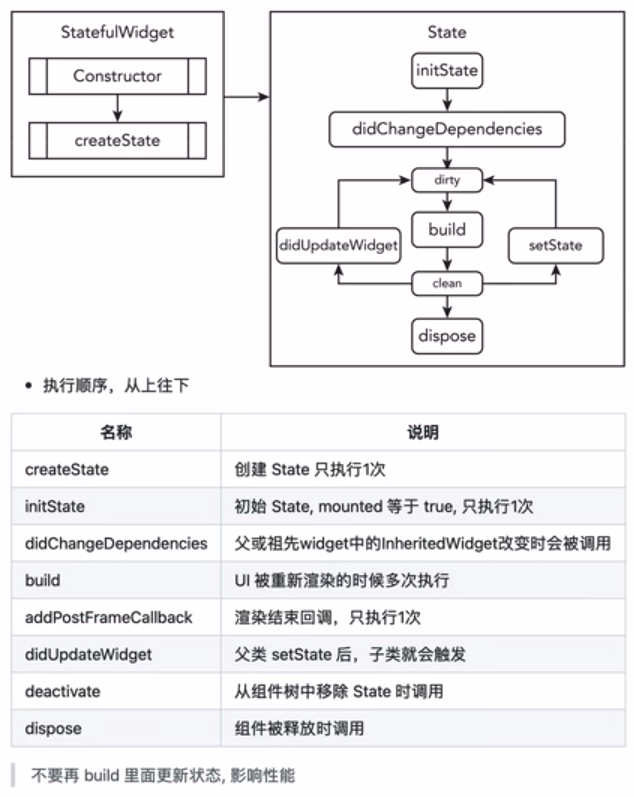 StatefulWidget
Constructor
createState
State
initState
didChangeDependencies
dirty
build
didUpdateWidget
setState
clean
dispose
执行顺序，从上往下
名称 说明
createState 创建 State 只执行1次
initState 初始 State, mounted 等于 true, 只执行1次
didChangeDependencies 父或祖先widget中的InheritedWidget改变时会被调用
build UI 被重新渲染的时候多次执行
addPostFrameCallback 渲染结束回调，只执行1次
didUpdateWidget 父类 setState 后，子类就会触发
deactivate 从组件树中移除 State 时调用
dispose 组件被释放时调用
不要再 build 里面更新状态, 影响性能